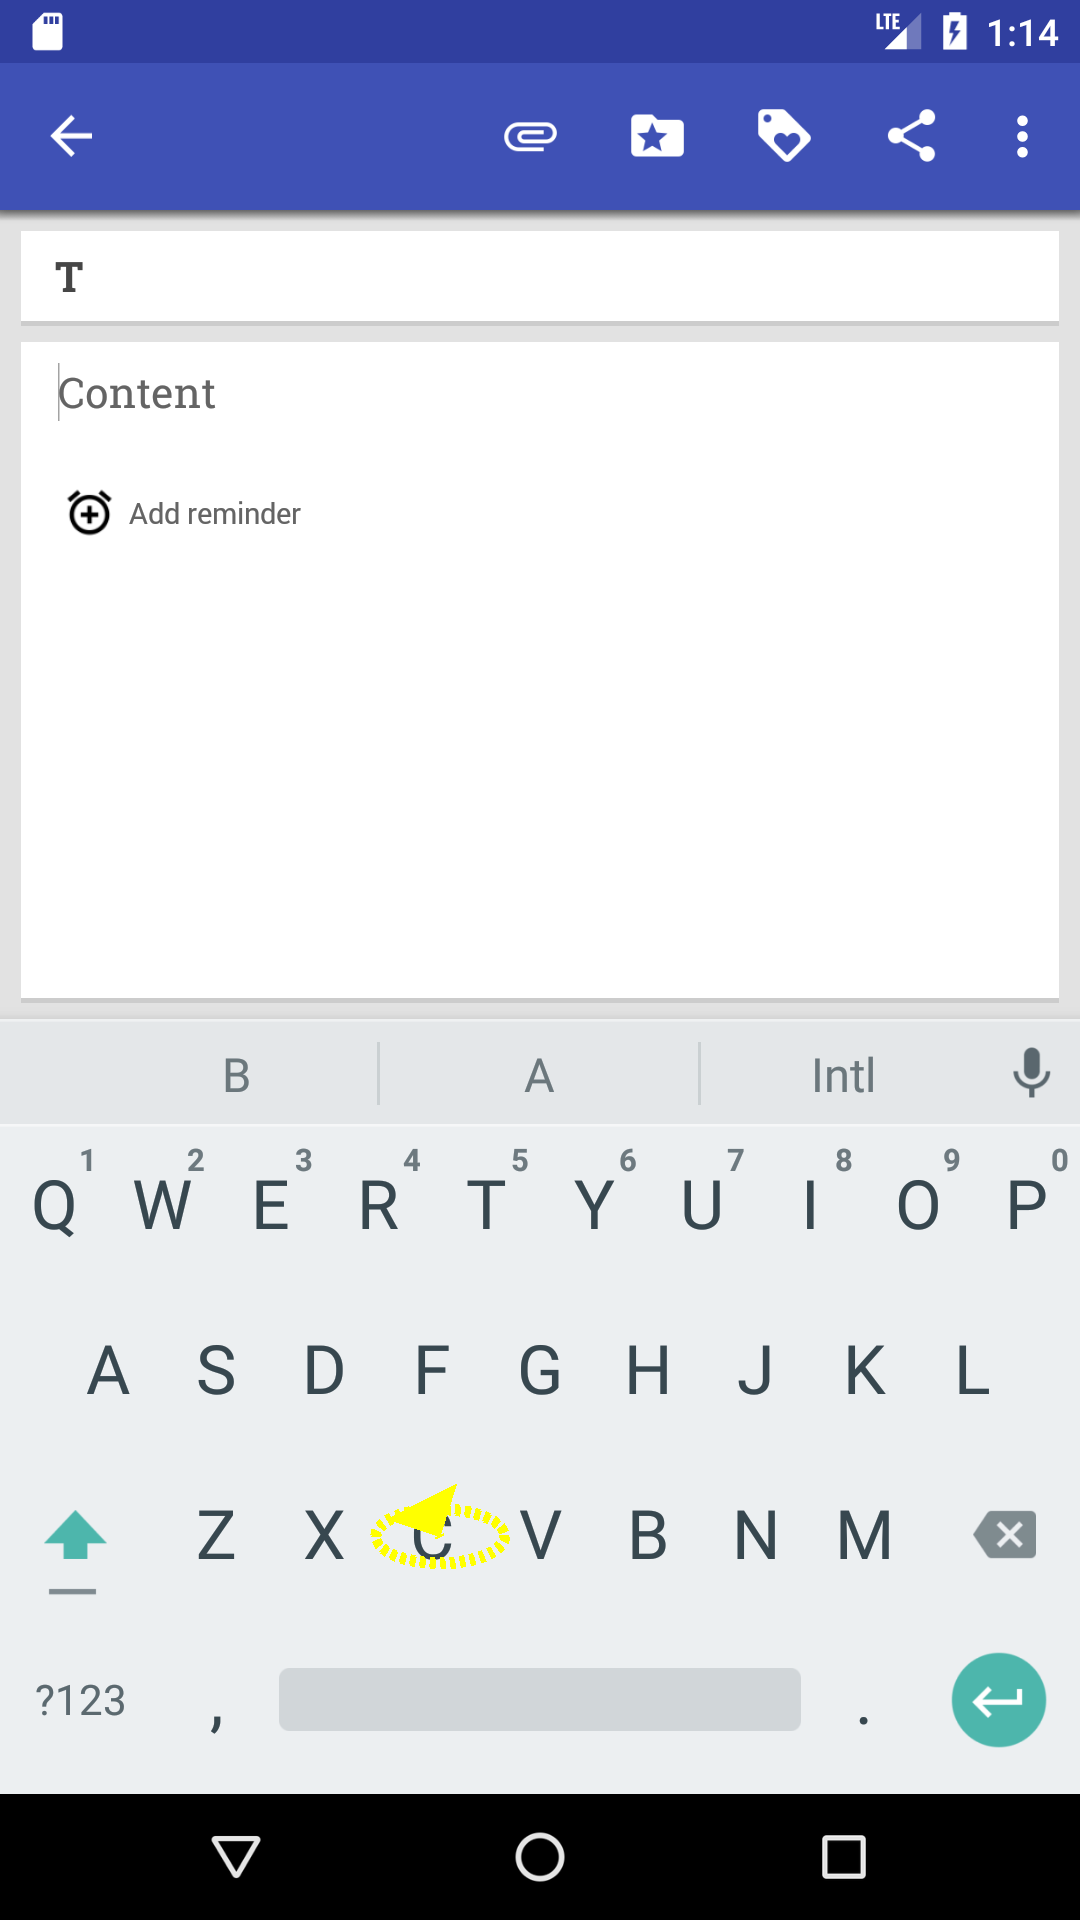 LTE 1:14
T
Content
Add reminder
B A Intl
1 2 3 4 5 6 7 8 9 0
Q W E R T Y U I O P
A S D F G H J K L
Z X C V B N M
?123 , .